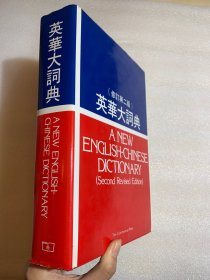 英華大詞典
A NEW ENGLISH-
CHINESE DICTIONARY
(修訂第二版)
英華大詞典
A NEW
ENGLISH-CHINESE
DICTIONARY
(Second Revised Edition)